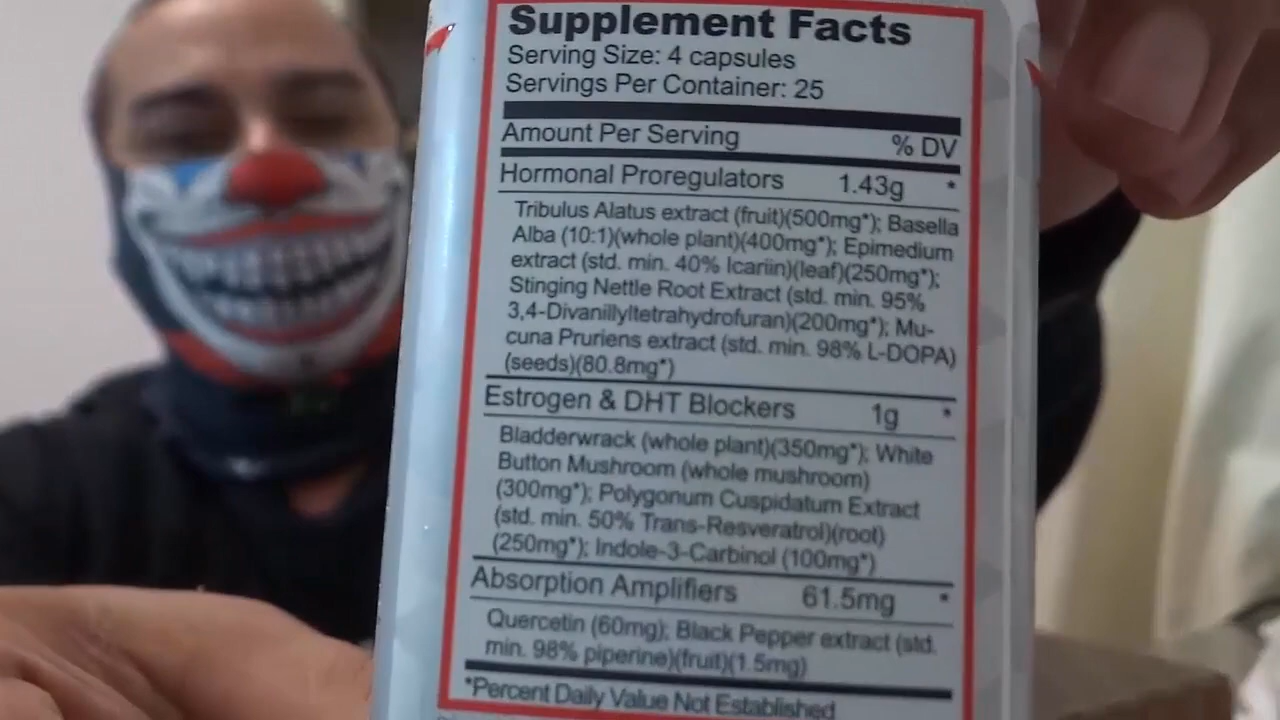 Supplement Facts
Serving Size: 4 capsules
Servings Per Container: 25
Amount Per Serving % DV
Hormonal Proregulators 1.43g *
Tribulus Alatus extract (fruit)(500mg*); Basella
Alba (10:1)(whole plant)(400mg*); Epimedium
extract (std. min. 40% Icariin)(leaf)(250mg*);
Stinging Nettle Root Extract (std. min. 95%
3,4-Divanillyltetrahydrofuran)(200mg*); Mu-
cuna Pruriens extract (std. min. 98% L-DOPA)
(seeds)(80.8mg*)
Estrogen & DHT Blockers 1g *
Bladderwrack (whole plant)(350mg*); White
Button Mushroom (whole mushroom)
(300mg*); Polygonum Cuspidatum Extract
(std. min. 50% Trans-Resveratrol)(root)
(250mg*); Indole-3-Carbinol (100mg*)
Absorption Amplifiers 61.5mg *
Quercetin (60mg); Black Pepper extract (std.
min. 98% piperine)(fruit)(1.5mg)
*Percent Daily Value Not Established